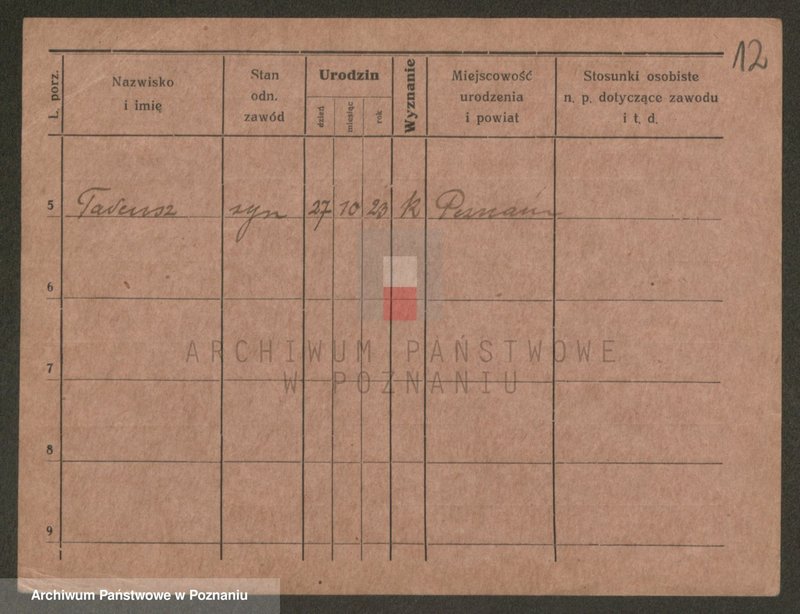 12
L. porz.
Nazwisko
i imię
Stan
odn.
zawód
Urodzin
dzień
miesiąc
rok
Wyznanie
Miejscowość
urodzenia
i powiat
Stosunki osobiste
n. p. dotyczące zawodu
i t. d.
5 Tadeusz syn 27 10 23 k Poznań
6
7
8
9
ARCHIWUM PAŃSTWOWE
W POZNANIU
Archiwum Państwowe w Poznaniu